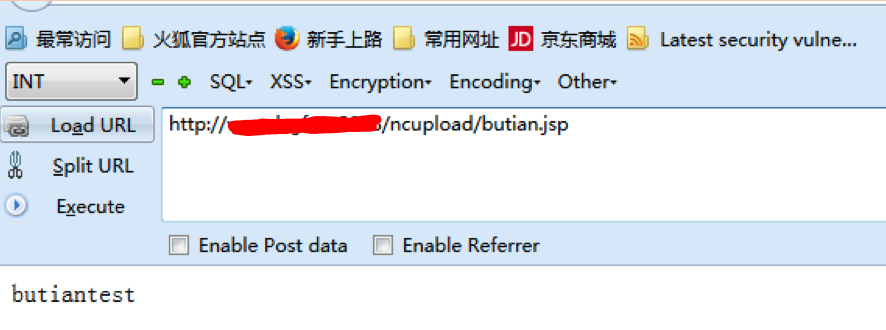 最常访问 火狐官方站点 新手上路 常用网址 JD 京东商城 Latest security vulne...
INT SQL XSS Encryption Encoding Other
Load URL http:// /ncupload/butian.jsp
Split URL
Execute
Enable Post data Enable Referrer
butiantest